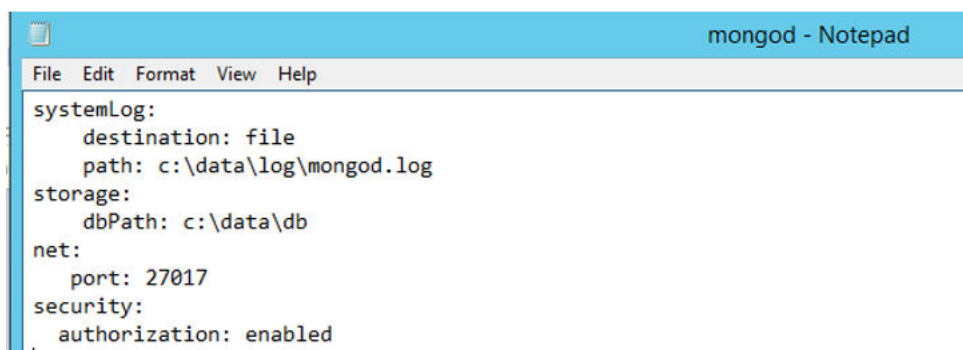 mongod - Notepad
File Edit Format View Help
systemLog:
    destination: file
    path: c:\data\log\mongod.log
storage:
    dbPath: c:\data\db
net:
   port: 27017
security:
  authorization: enabled